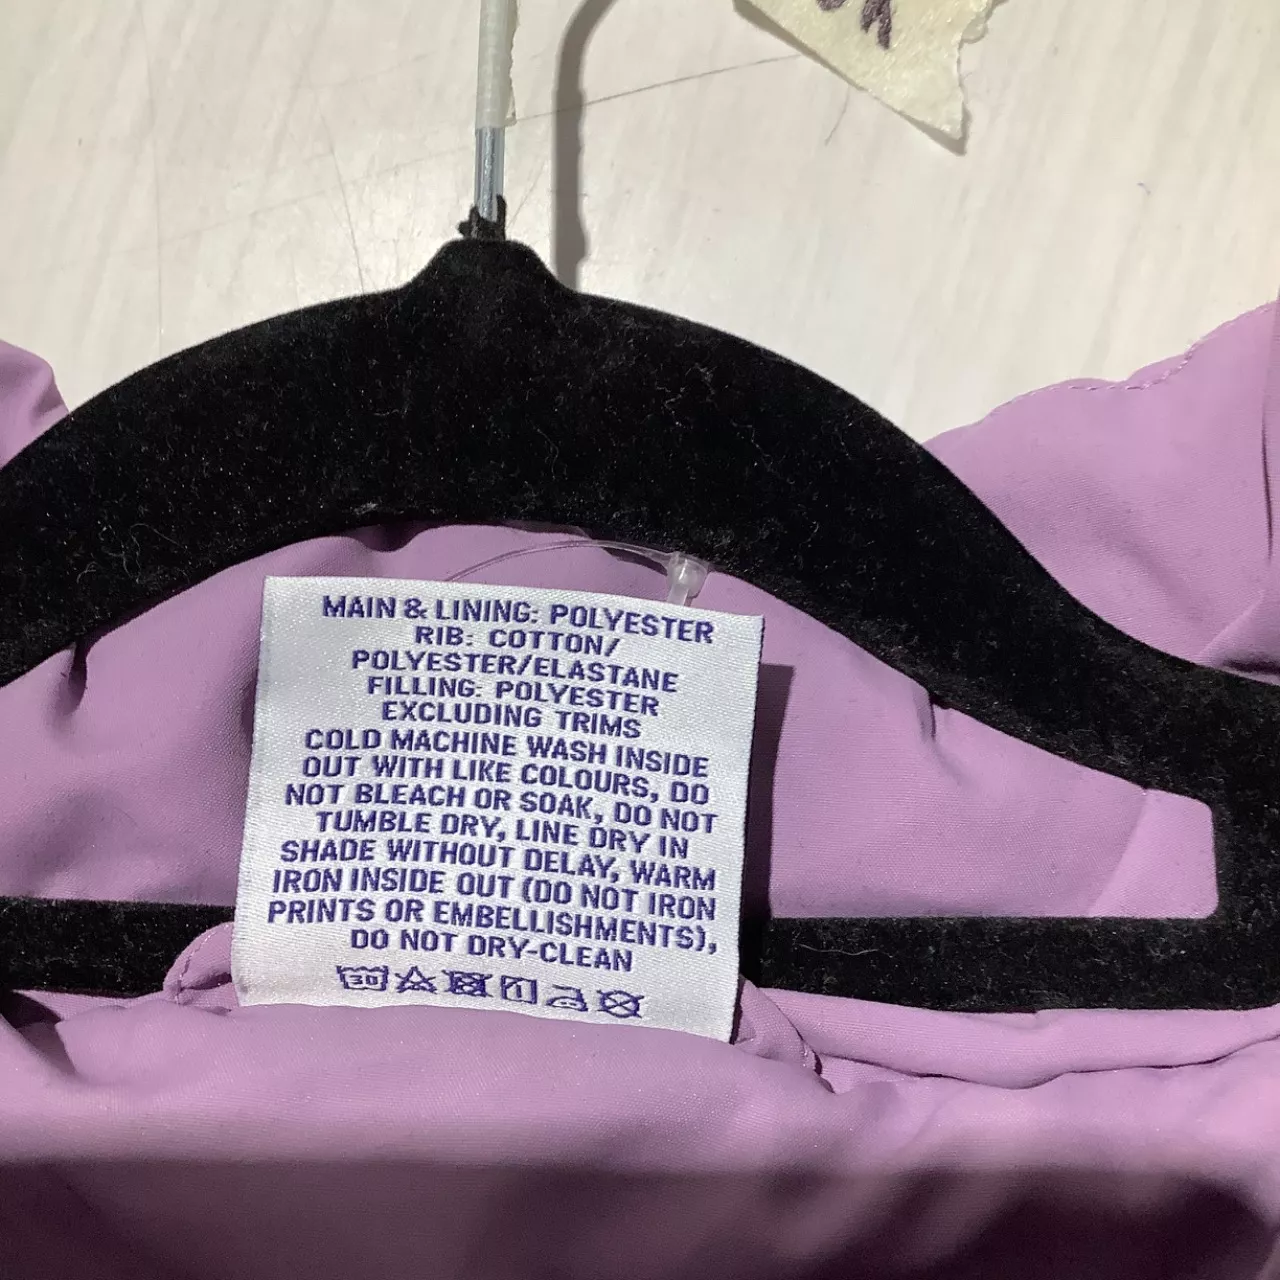 MAIN & LINING: POLYESTER
RIB: COTTON/
POLYESTER/ELASTANE
FILLING: POLYESTER
EXCLUDING TRIMS
COLD MACHINE WASH INSIDE
OUT WITH LIKE COLOURS, DO
NOT BLEACH OR SOAK, DO NOT
TUMBLE DRY, LINE DRY IN
SHADE WITHOUT DELAY, WARM
IRON INSIDE OUT (DO NOT IRON
PRINTS OR EMBELLISHMENTS),
DO NOT DRY-CLEAN
30